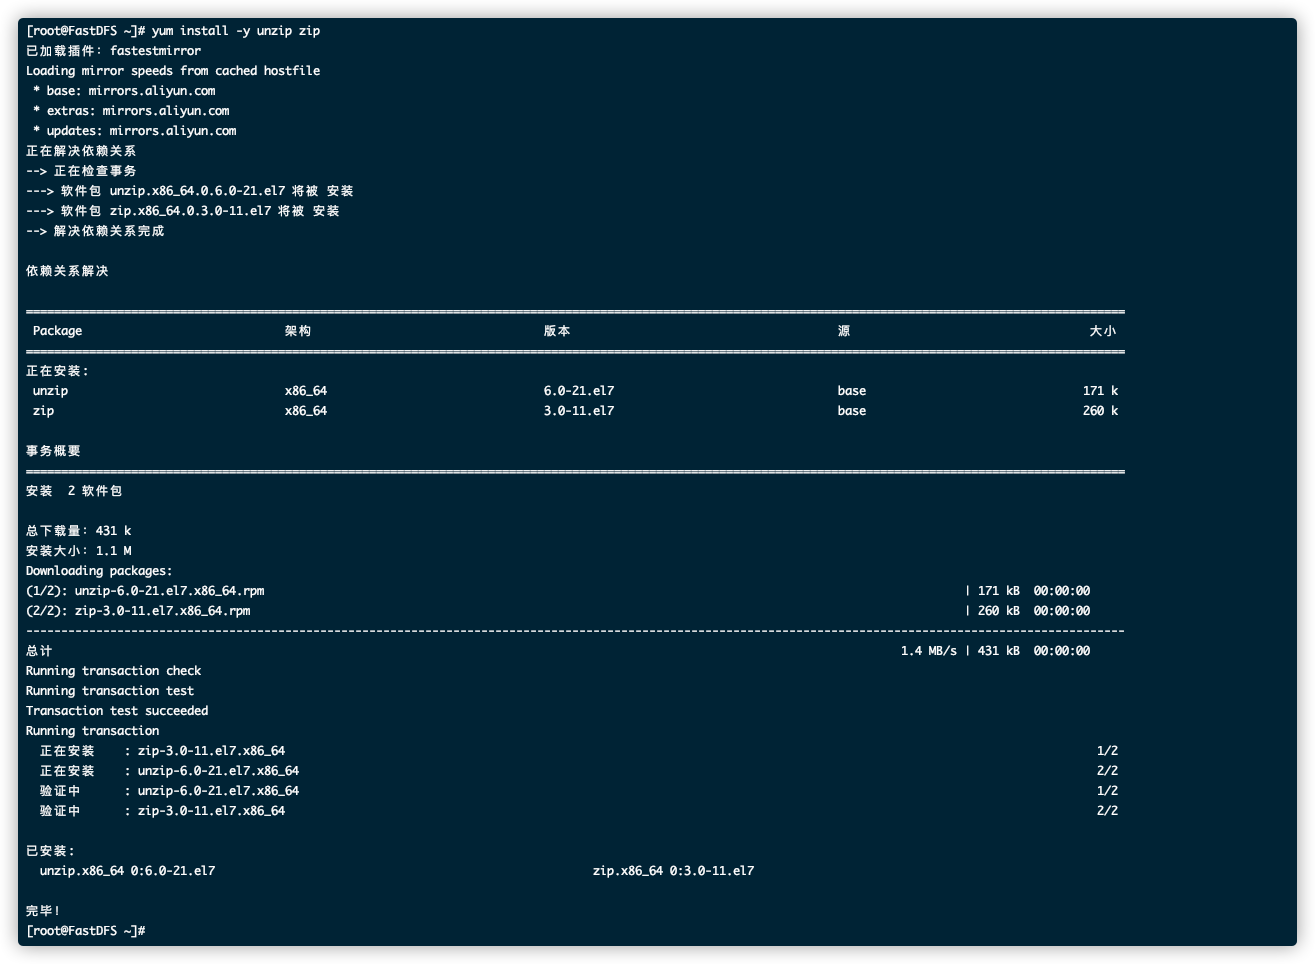 [root@FastDFS ~]# yum install -y unzip zip
已加载插件：fastestmirror
Loading mirror speeds from cached hostfile
 * base: mirrors.aliyun.com
 * extras: mirrors.aliyun.com
 * updates: mirrors.aliyun.com
正在解决依赖关系
--> 正在检查事务
---> 软件包 unzip.x86_64.0.6.0-21.el7 将被 安装
---> 软件包 zip.x86_64.0.3.0-11.el7 将被 安装
--> 解决依赖关系完成
依赖关系解决
Package 架构 版本 源 大小
正在安装:
unzip x86_64 6.0-21.el7 base 171 k
zip x86_64 3.0-11.el7 base 260 k
事务概要
安装 2 软件包
总下载量：431 k
安装大小：1.1 M
Downloading packages:
(1/2): unzip-6.0-21.el7.x86_64.rpm | 171 kB 00:00:00
(2/2): zip-3.0-11.el7.x86_64.rpm | 260 kB 00:00:00
总计 1.4 MB/s | 431 kB 00:00:00
Running transaction check
Running transaction test
Transaction test succeeded
Running transaction
正在安装 : zip-3.0-11.el7.x86_64 1/2
正在安装 : unzip-6.0-21.el7.x86_64 2/2
验证中 : unzip-6.0-21.el7.x86_64 1/2
验证中 : zip-3.0-11.el7.x86_64 2/2
已安装:
unzip.x86_64 0:6.0-21.el7 zip.x86_64 0:3.0-11.el7
完毕！
[root@FastDFS ~]#